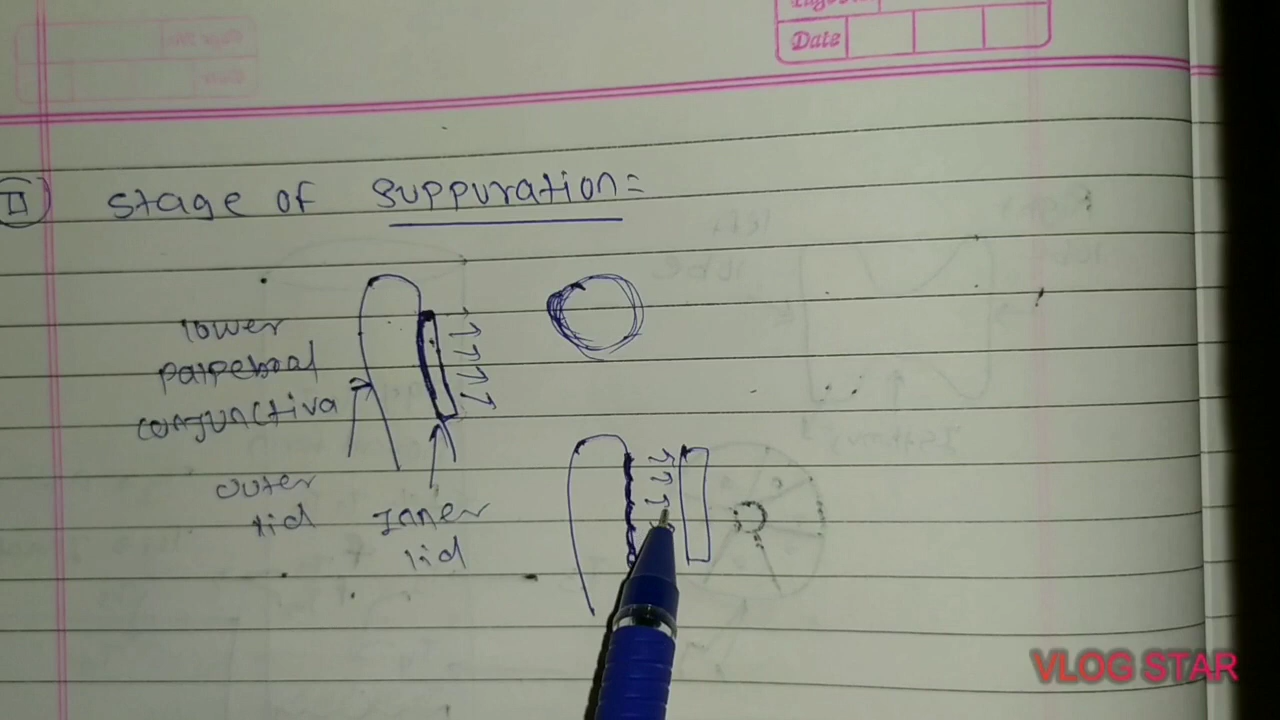 Date
II) Stage of Suppuration=
lower
palpebral
conjunctiva
outer
lid
Inner
lid
VLOG STAR